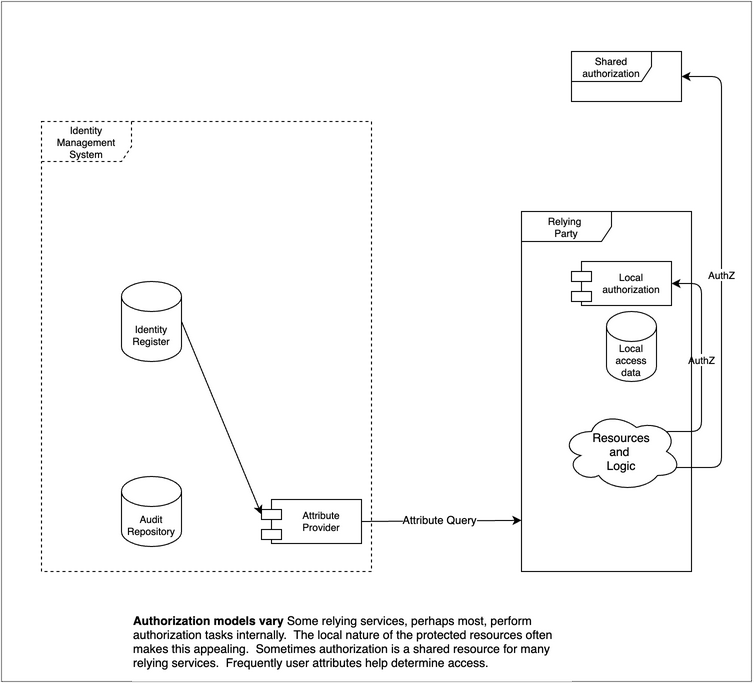 Shared
authorization
Identity
Management
System
Relying
Party
Local
authorization
AuthZ
Identity
Register
Local
access
data
AuthZ
Resources
and
Logic
Audit
Repository
Attribute
Provider
Attribute Query
Authorization models vary Some relying services, perhaps most, perform
authorization tasks internally.  The local nature of the protected resources often
makes this appealing.  Sometimes authorization is a shared resource for many
relying services.  Frequently user attributes help determine access.